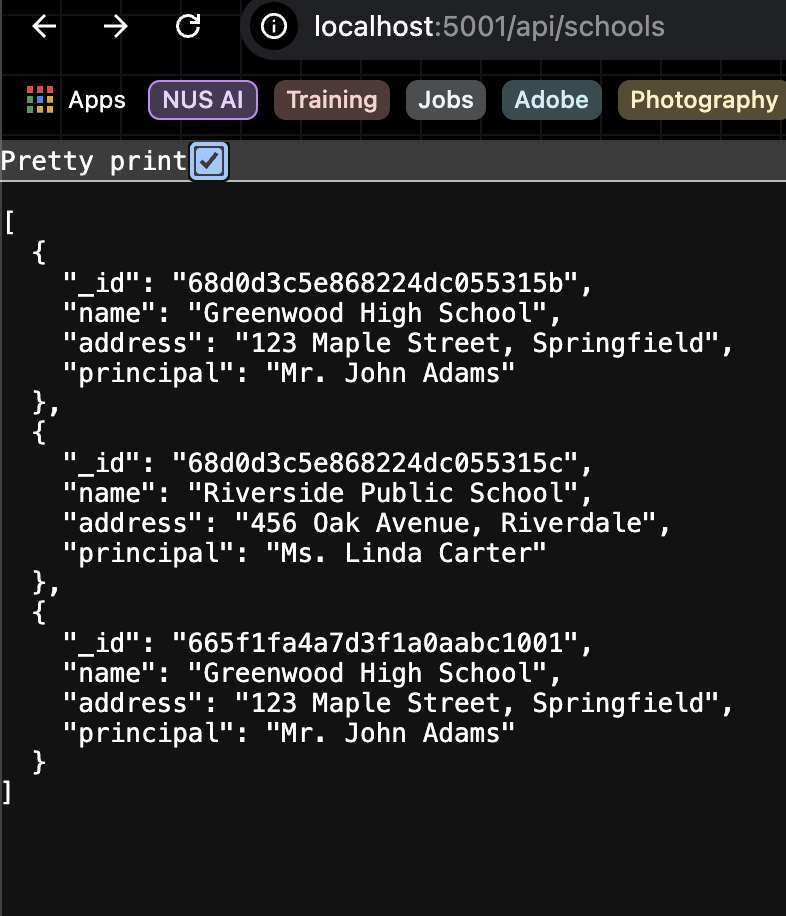 localhost:5001/api/schools
Apps NUS AI Training Jobs Adobe Photography
Pretty print
[
  {
    "_id": "68d0d3c5e868224dc055315b",
    "name": "Greenwood High School",
    "address": "123 Maple Street, Springfield",
    "principal": "Mr. John Adams"
  },
  {
    "_id": "68d0d3c5e868224dc055315c",
    "name": "Riverside Public School",
    "address": "456 Oak Avenue, Riverdale",
    "principal": "Ms. Linda Carter"
  },
  {
    "_id": "665f1fa4a7d3f1a0aabc1001",
    "name": "Greenwood High School",
    "address": "123 Maple Street, Springfield",
    "principal": "Mr. John Adams"
  }
]